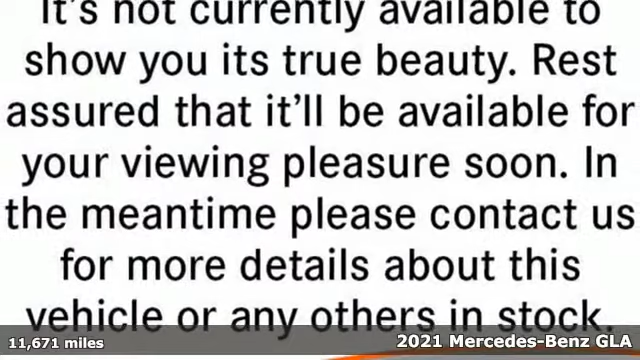 It's not currently available to
show you its true beauty. Rest
assured that it'll be available for
your viewing pleasure soon. In
the meantime please contact us
for more details about this
vehicle or any others in stock.
11,671 miles
2021 Mercedes-Benz GLA